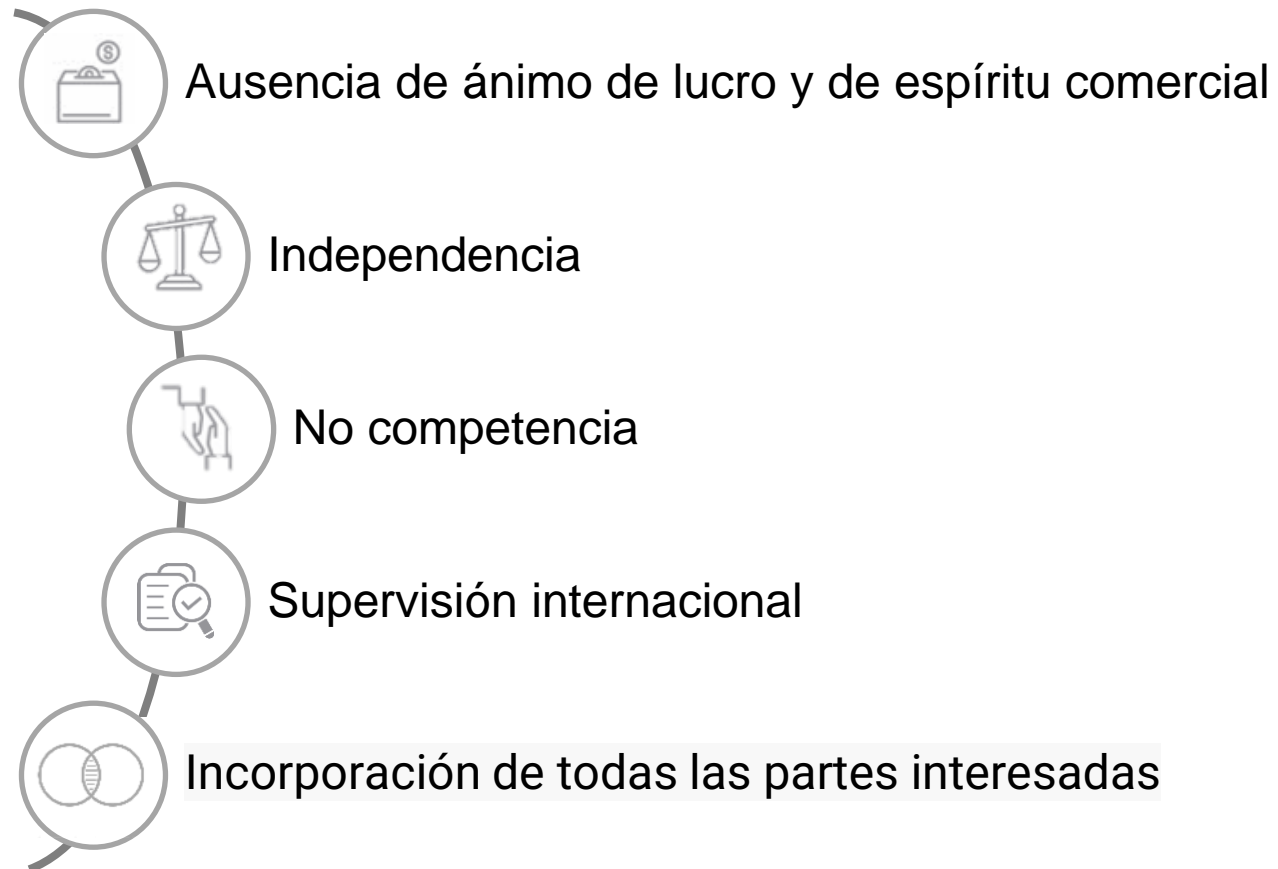 Ausencia de ánimo de lucro y de espíritu comercial
Independencia
No competencia
Supervisión internacional
Incorporación de todas las partes interesadas